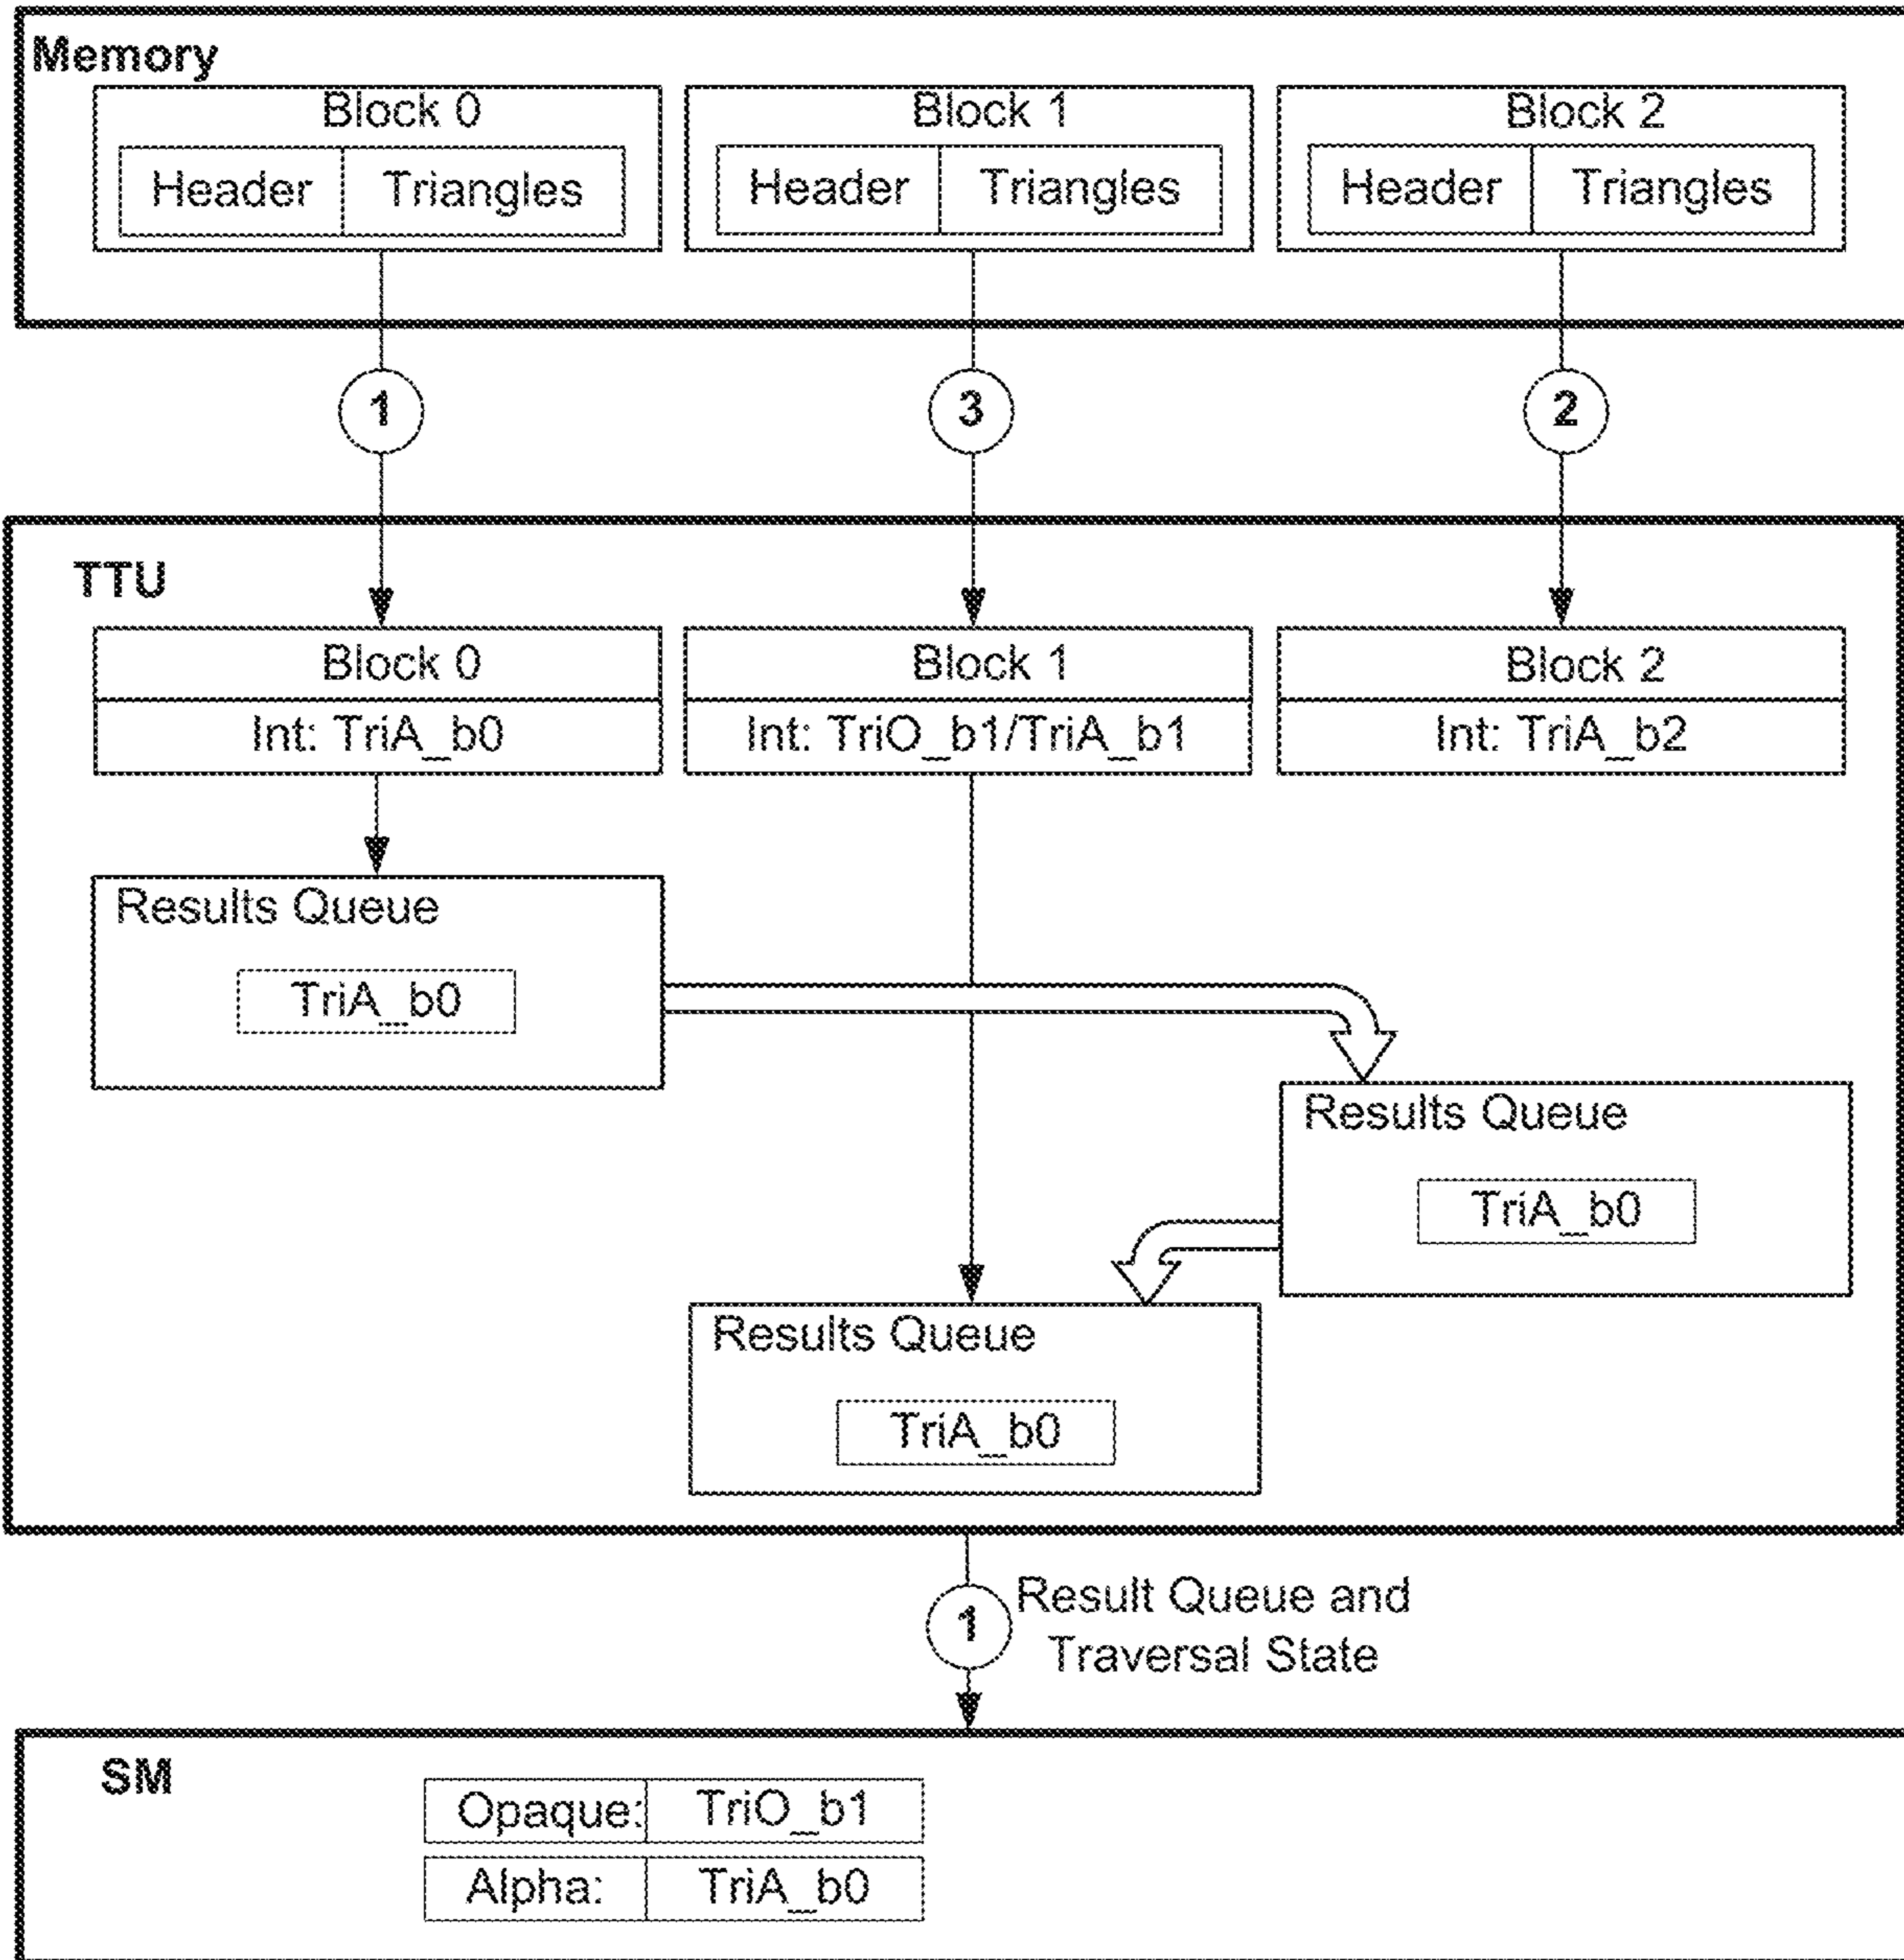 Memory
Block 0
Block 1
Block 2
Header Triangles
Header Triangles
Header Triangles
1
3
2
TTU
Block 0
Block 1
Block 2
Int: TriA_b0
Int: TriO_b1/TriA_b1
Int: TriA_b2
Results Queue
TriA_b0
Results Queue
TriA_b0
Results Queue
TriA_b0
1
Result Queue and
Traversal State
SM
Opaque: TriO_b1
Alpha: TriA_b0